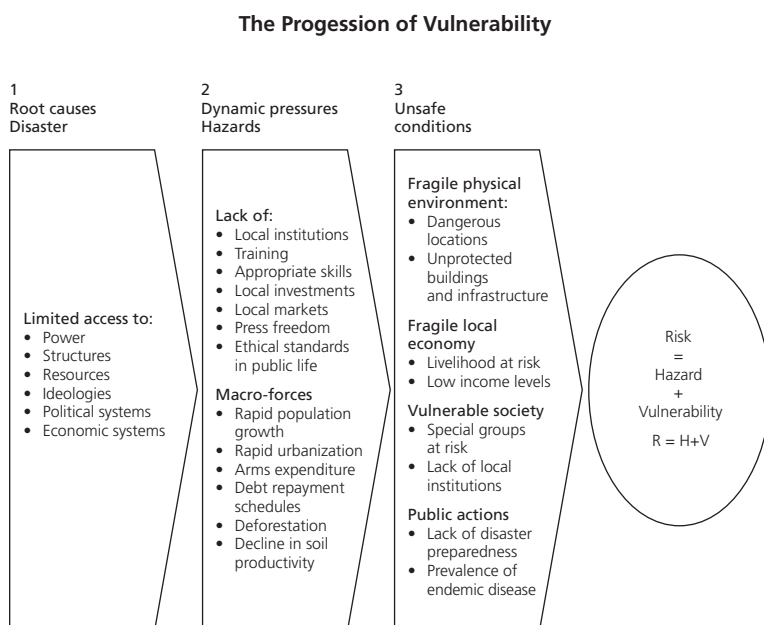 The Progession of Vulnerability
1
Root causes
Disaster
Limited access to:
• Power
• Structures
• Resources
• Ideologies
• Political systems
• Economic systems
2
Dynamic pressures
Hazards
Lack of:
• Local institutions
• Training
• Appropriate skills
• Local investments
• Local markets
• Press freedom
• Ethical standards
in public life
Macro-forces
• Rapid population
growth
• Rapid urbanization
• Arms expenditure
• Debt repayment
schedules
• Deforestation
• Decline in soil
productivity
3
Unsafe
conditions
Fragile physical
environment:
• Dangerous
locations
• Unprotected
buildings
and infrastructure
Fragile local
economy
• Livelihood at risk
• Low income levels
Vulnerable society
• Special groups
at risk
• Lack of local
institutions
Public actions
• Lack of disaster
preparedness
• Prevalence of
endemic disease
Risk
=
Hazard
+
Vulnerability
R = H+V